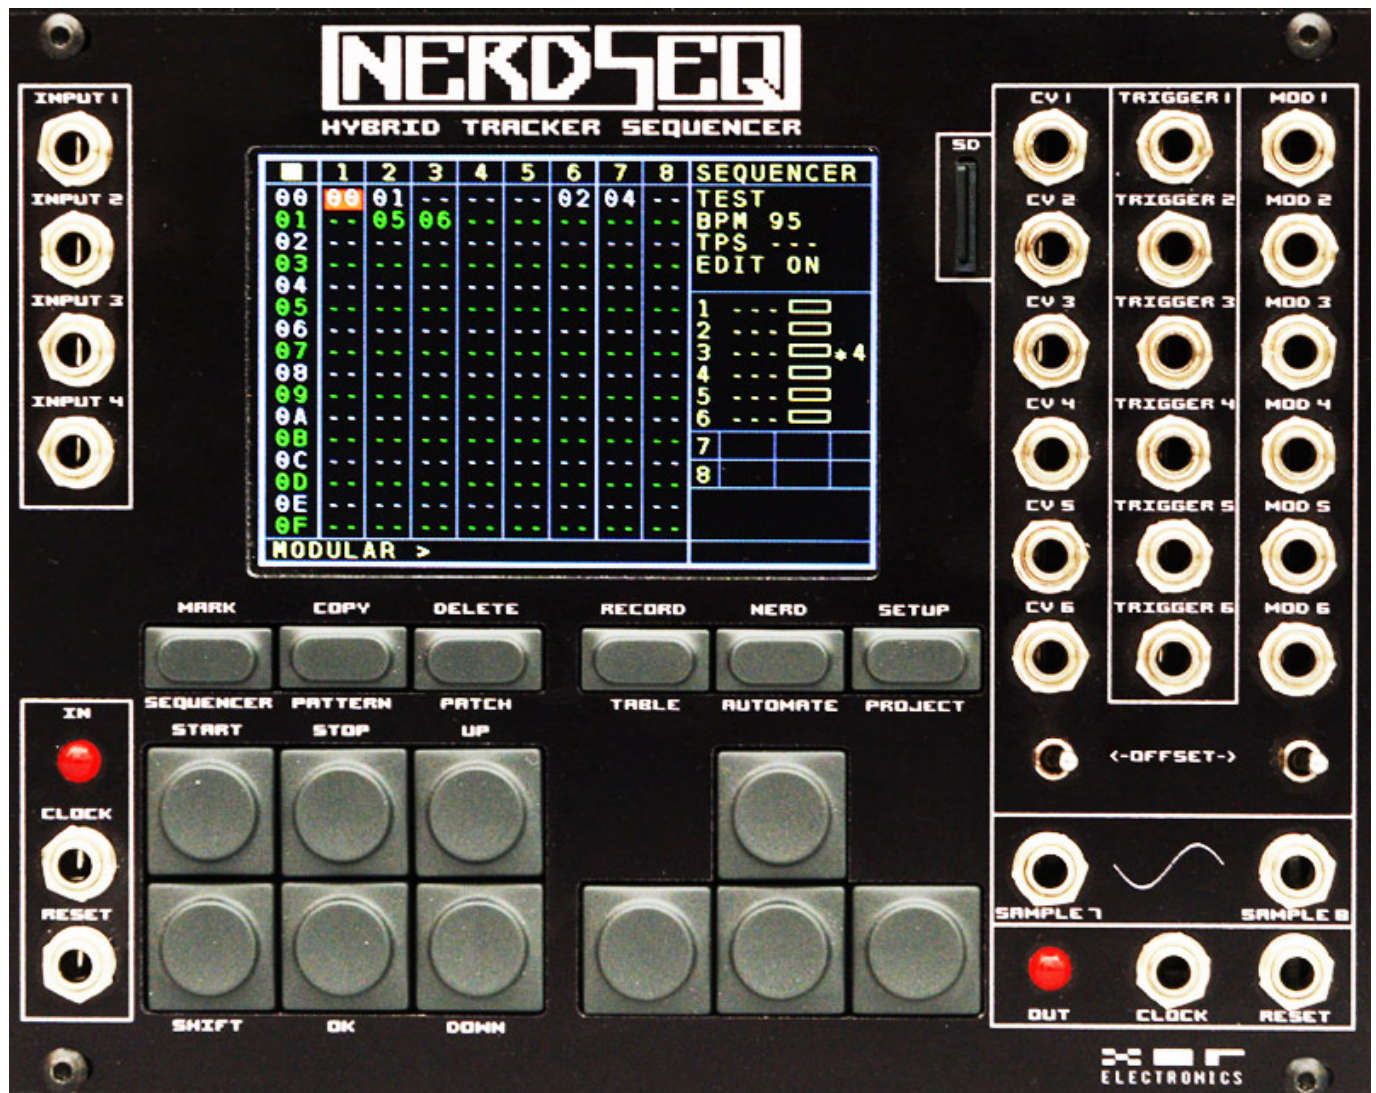 NERDSEQ
HYBRID TRACKER SEQUENCER
INPUT 1
INPUT 2
INPUT 3
INPUT 4
1 2 3 4 5 6 7 8 SEQUENCER
00 00 01 -- -- -- 02 04 -- TEST
01 -- 05 06 -- -- -- -- -- BPM 95
02 -- -- -- -- -- -- -- -- TPS ---
03 -- -- -- -- -- -- -- -- EDIT ON
04 -- -- -- -- -- -- -- --
05 -- -- -- -- -- -- -- -- 1 ---
06 -- -- -- -- -- -- -- -- 2 ---
07 -- -- -- -- -- -- -- -- 3 --- *4
08 -- -- -- -- -- -- -- -- 4 ---
09 -- -- -- -- -- -- -- -- 5 ---
0A -- -- -- -- -- -- -- -- 6 ---
0B -- -- -- -- -- -- -- -- 7
0C -- -- -- -- -- -- -- --
0D -- -- -- -- -- -- -- -- 8
0E -- -- -- -- -- -- -- --
0F -- -- -- -- -- -- -- --
MODULAR >
SD
CV 1 TRIGGER 1 MOD 1
CV 2 TRIGGER 2 MOD 2
CV 3 TRIGGER 3 MOD 3
CV 4 TRIGGER 4 MOD 4
CV 5 TRIGGER 5 MOD 5
CV 6 TRIGGER 6 MOD 6
<-OFFSET->
MARK COPY DELETE RECORD NERD SETUP
SEQUENCER PATTERN PATCH TABLE AUTOMATE PROJECT
START STOP UP
SHIFT OK DOWN
IN
CLOCK
RESET
SAMPLE 7 SAMPLE 8
OUT CLOCK RESET
XOR
ELECTRONICS